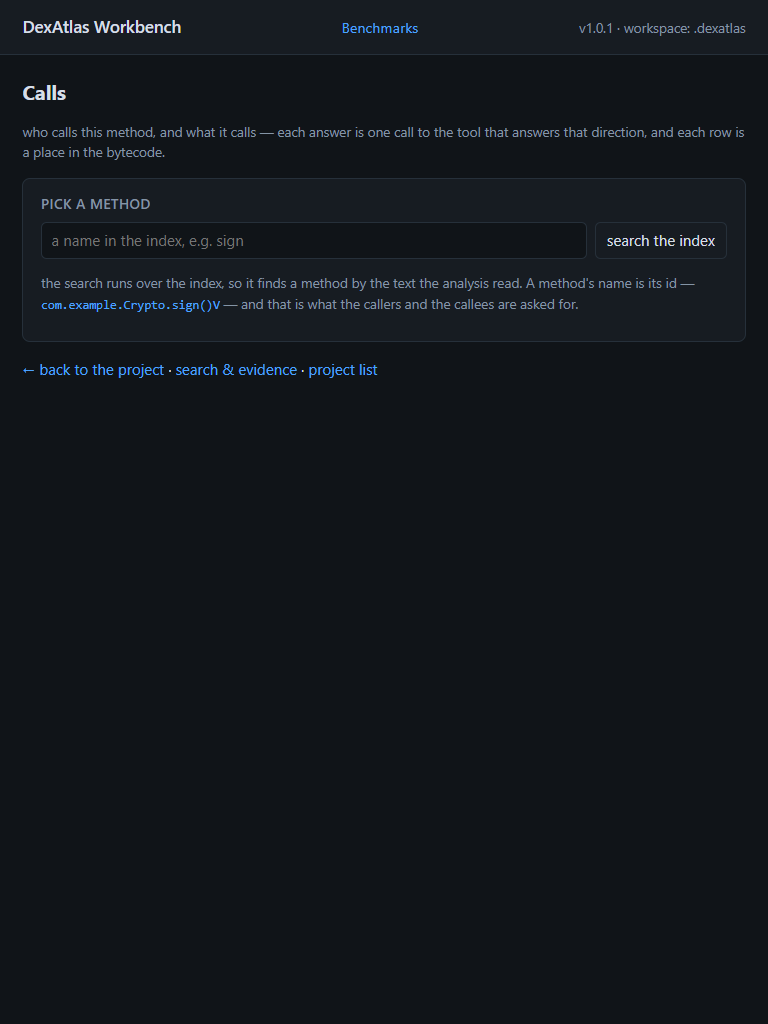 DexAtlas Workbench
Benchmarks
v1.0.1 · workspace: .dexatlas
Calls
who calls this method, and what it calls — each answer is one call to the tool that answers that direction, and each row is
a place in the bytecode.
PICK A METHOD
a name in the index, e.g. sign
search the index
the search runs over the index, so it finds a method by the text the analysis read. A method's name is its id —
com.example.Crypto.sign()V — and that is what the callers and the callees are asked for.
← back to the project · search & evidence · project list